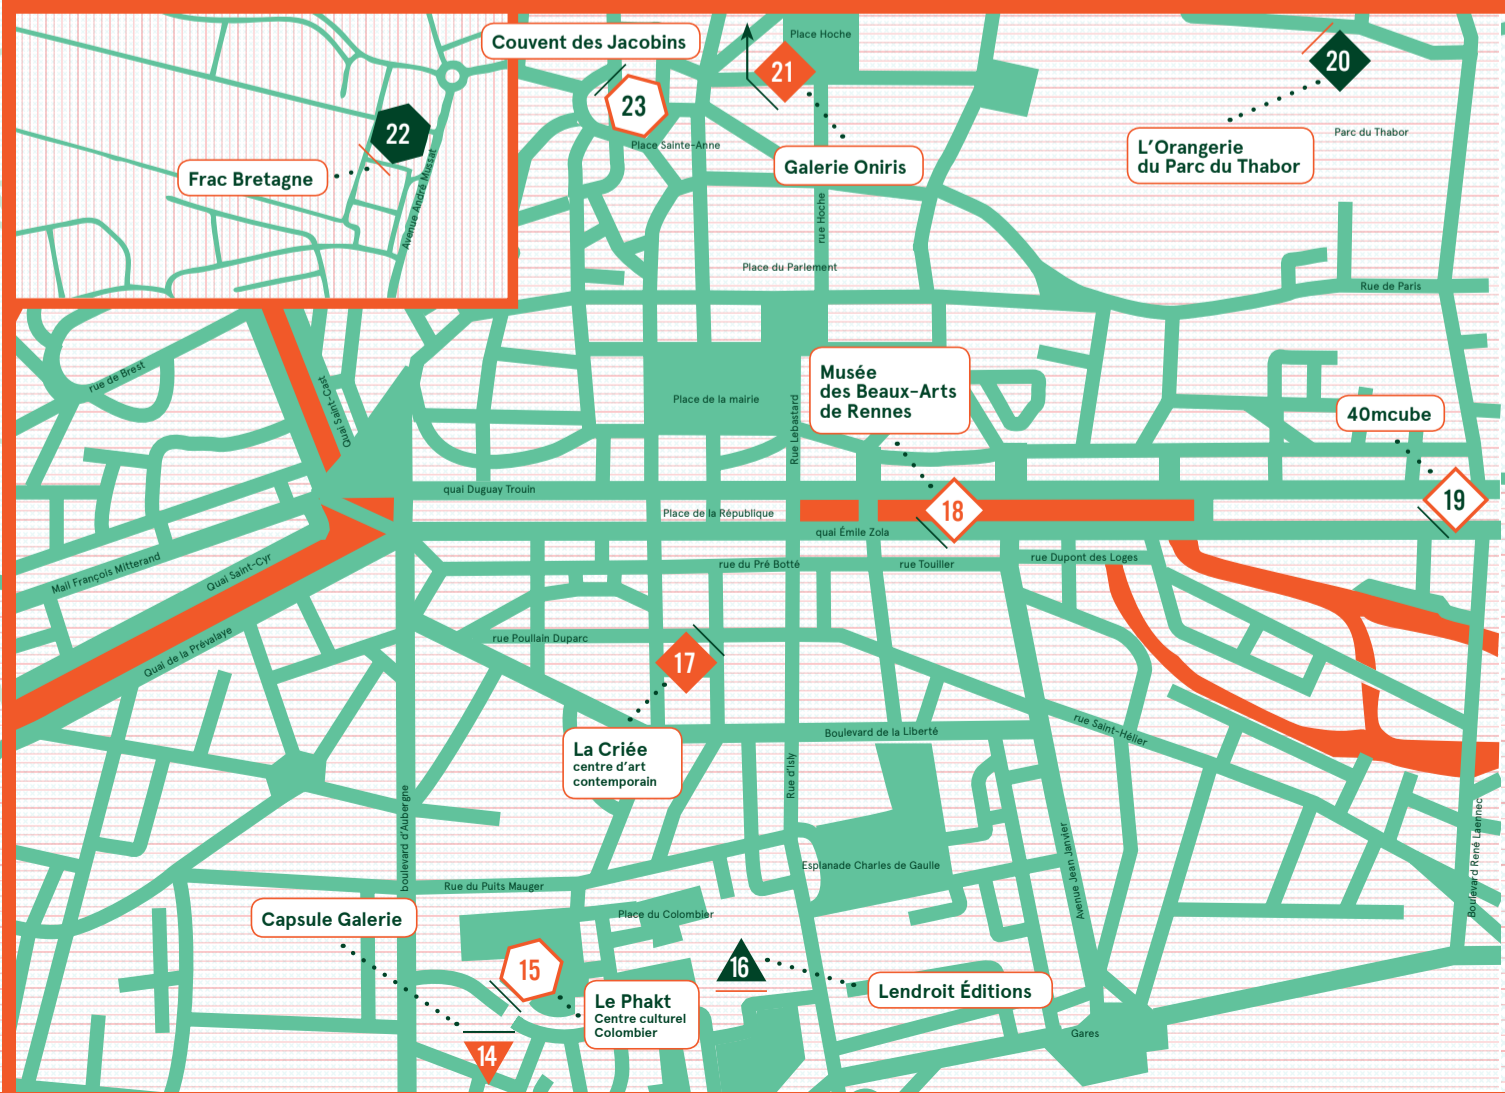 Couvent des Jacobins
23
Place Sainte-Anne
Place Hoche
21
Galerie Oniris
20
Parc du Thabor
L'Orangerie
du Parc du Thabor
22
Frac Bretagne
Avenue André Mussat
rue Hoche
Place du Parlement
Rue de Paris
rue de Brest
Quai Saint-Cast
Place de la mairie
Rue Lebastard
Musée
des Beaux-Arts
de Rennes
40mcube
19
18
quai Duguay Trouin
Place de la République
quai Émile Zola
Mail François Mitterand
Quai Saint-Cyr
Quai de la Prévalaye
rue du Pré Botté
rue Touiller
rue Dupont des Loges
rue Poullain Duparc
17
La Criée
centre d'art
contemporain
Boulevard de la Liberté
rue Saint-Hélier
Rue d'Isly
boulevard d'Aubergne
Esplanade Charles de Gaulle
Avenue Jean Janvier
Boulevard René Laennec
Rue du Puits Mauger
Place du Colombier
Capsule Galerie
15
16
Lendroit Éditions
Le Phakt
Centre culturel
Colombier
14
Gares